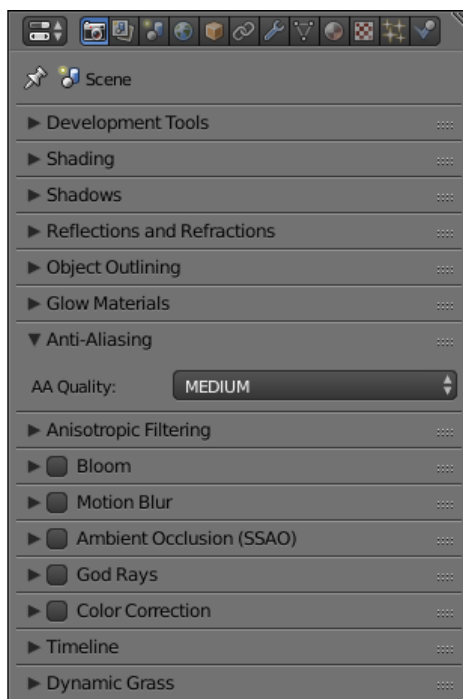 Scene
Development Tools
Shading
Shadows
Reflections and Refractions
Object Outlining
Glow Materials
Anti-Aliasing
AA Quality: MEDIUM
Anisotropic Filtering
Bloom
Motion Blur
Ambient Occlusion (SSAO)
God Rays
Color Correction
Timeline
Dynamic Grass